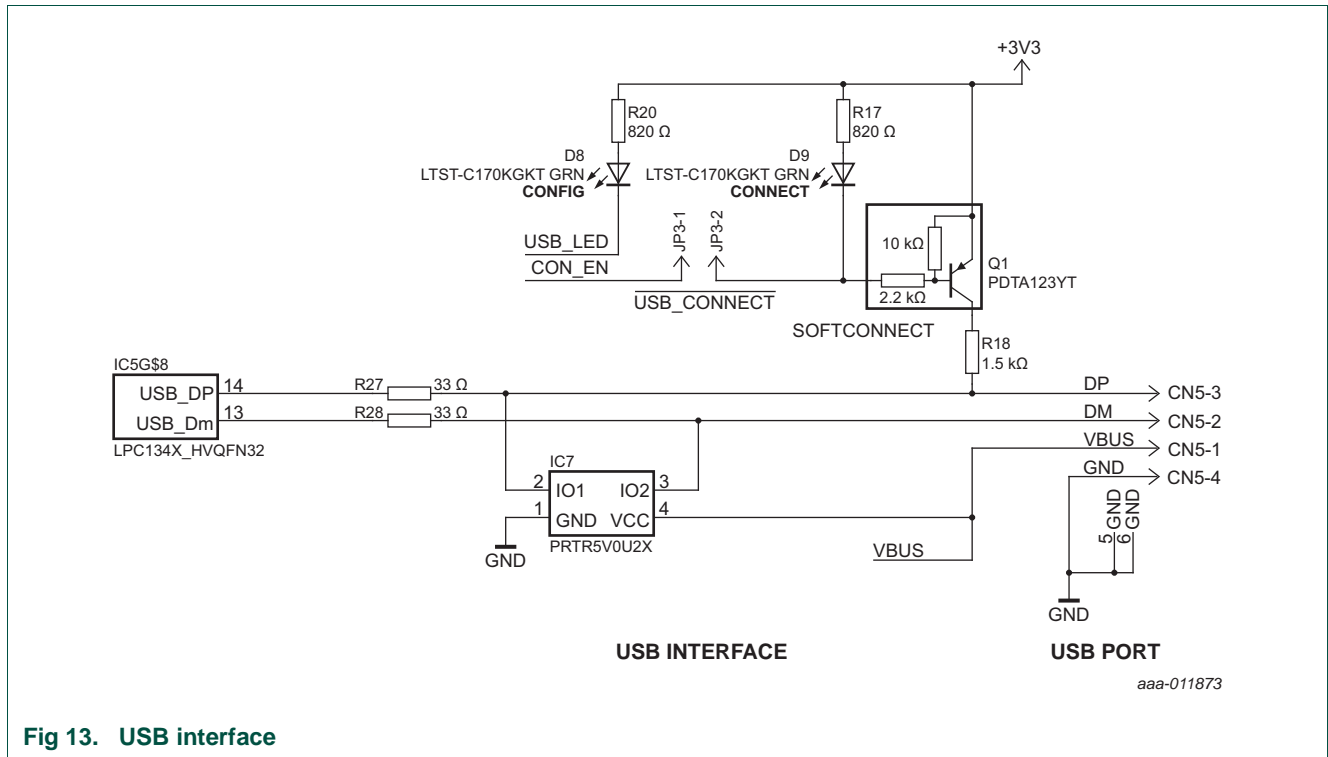 +3V3
R20
820 Ω
R17
820 Ω
D8
LTST-C170KGKT GRN
CONFIG
D9
LTST-C170KGKT GRN
CONNECT
JP3-1
JP3-2
10 kΩ
Q1
PDTA123YT
2.2 kΩ
USB_LED
CON_EN
USB_CONNECT
SOFTCONNECT
R18
1.5 kΩ
IC5G$8
USB_DP
14
USB_Dm
13
LPC134X_HVQFN32
R27
33 Ω
R28
33 Ω
DP
CN5-3
DM
CN5-2
VBUS
CN5-1
GND
CN5-4
IC7
2
IO1
IO2
3
1
GND
VCC
4
PRTR5V0U2X
GND
VBUS
5
GND
6
GND
GND
USB INTERFACE
USB PORT
aaa-011873
Fig 13. USB interface